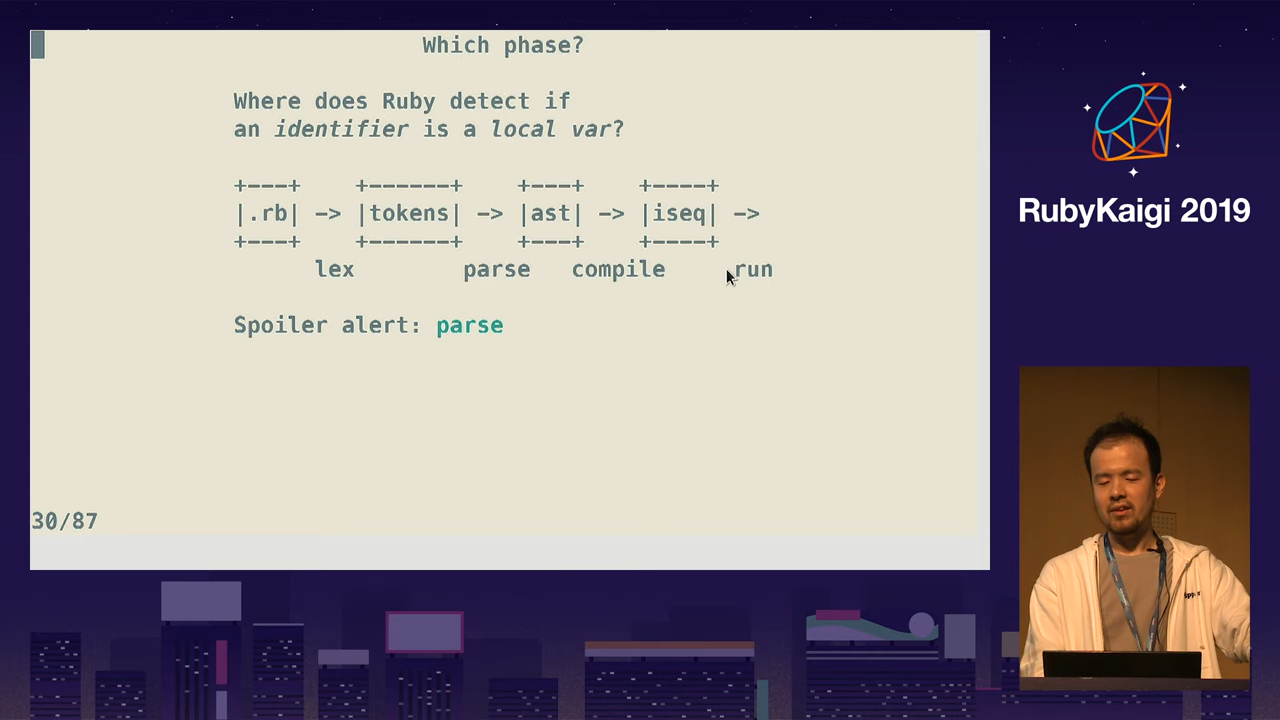 Which phase?
Where does Ruby detect if
an identifier is a local var?
+---+    +------+    +---+    +----+
|.rb| -> |tokens| -> |ast| -> |iseq| ->
+---+    +------+    +---+    +----+
lex        parse   compile     run
Spoiler alert: parse
30/87
RubyKaigi 2019